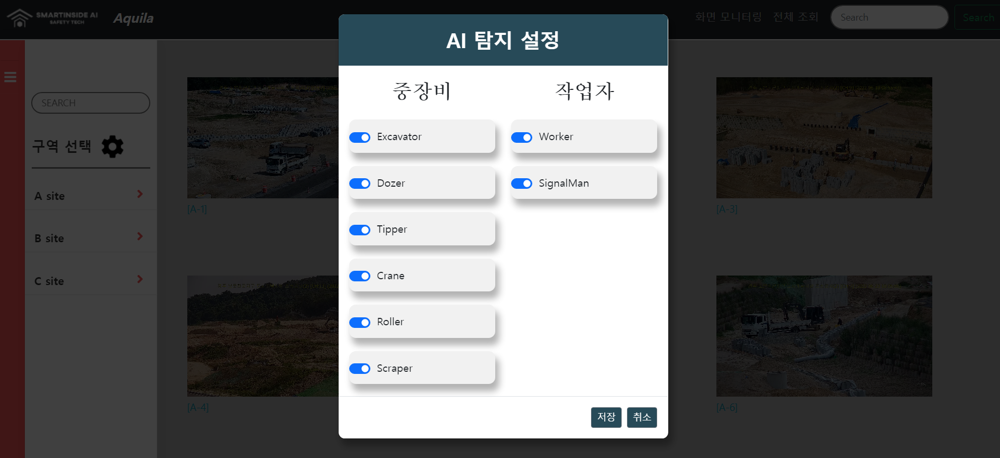 SMARTINSIDE AI
SAFETY TECH
Aquila
화면 모니터링
전체 조회
Search
Search
SEARCH
구역 선택
A site
B site
C site
[A-1]
[A-3]
[A-4]
[A-6]
AI 탐지 설정
중장비
작업자
Excavator
Worker
Dozer
SignalMan
Tipper
Crane
Roller
Scraper
저장
취소